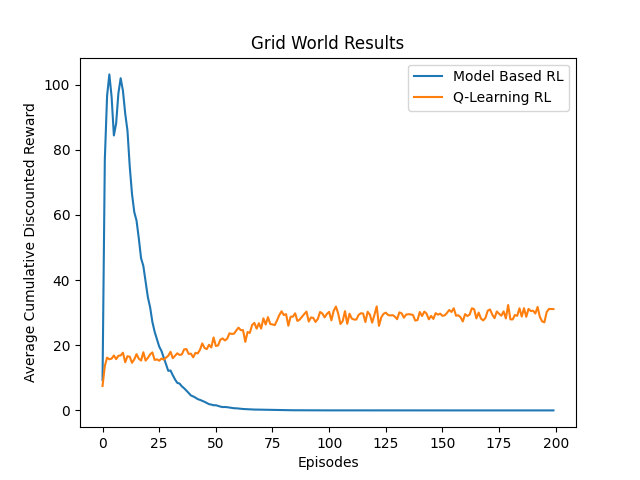 Grid World Results
Model Based RL
Q-Learning RL
Average Cumulative Discounted Reward
100
80
60
40
20
0
0 25 50 75 100 125 150 175 200
Episodes